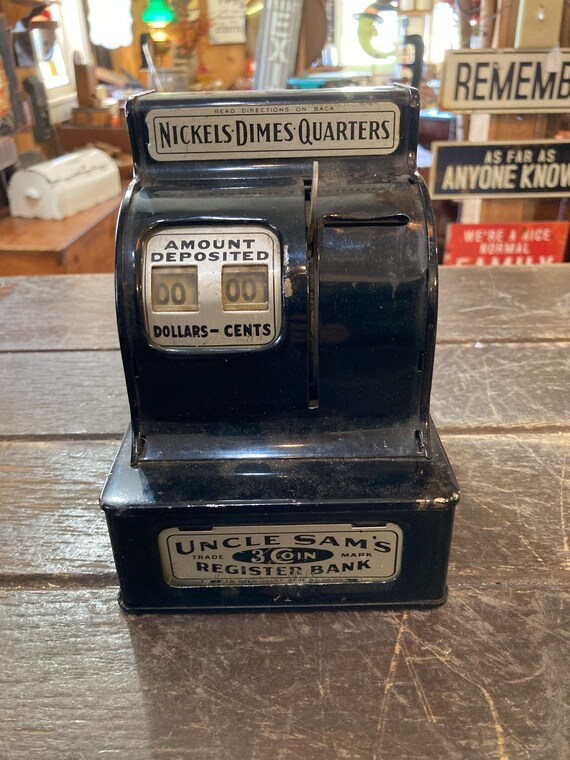 READ DIRECTIONS ON BACK
NICKELS·DIMES·QUARTERS
AMOUNT
DEPOSITED
00 00
DOLLARS-CENTS
UNCLE SAM'S
TRADE 3 COIN MARK
REGISTER BANK
REMEMB
AS FAR AS
ANYONE KNOW
WE'RE A NICE
NORMAL
FAMILY